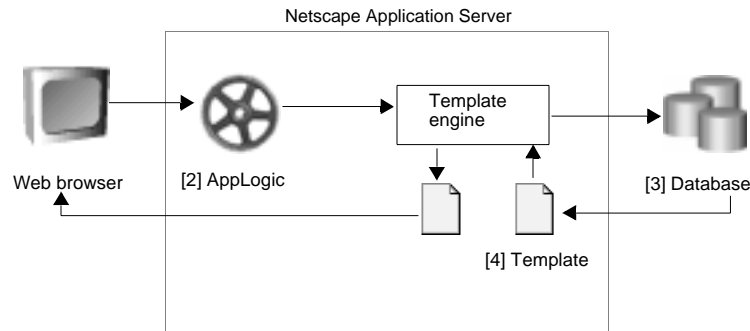 Netscape Application Server
Template
engine
Web browser
[2] AppLogic
[3] Database
[4] Template